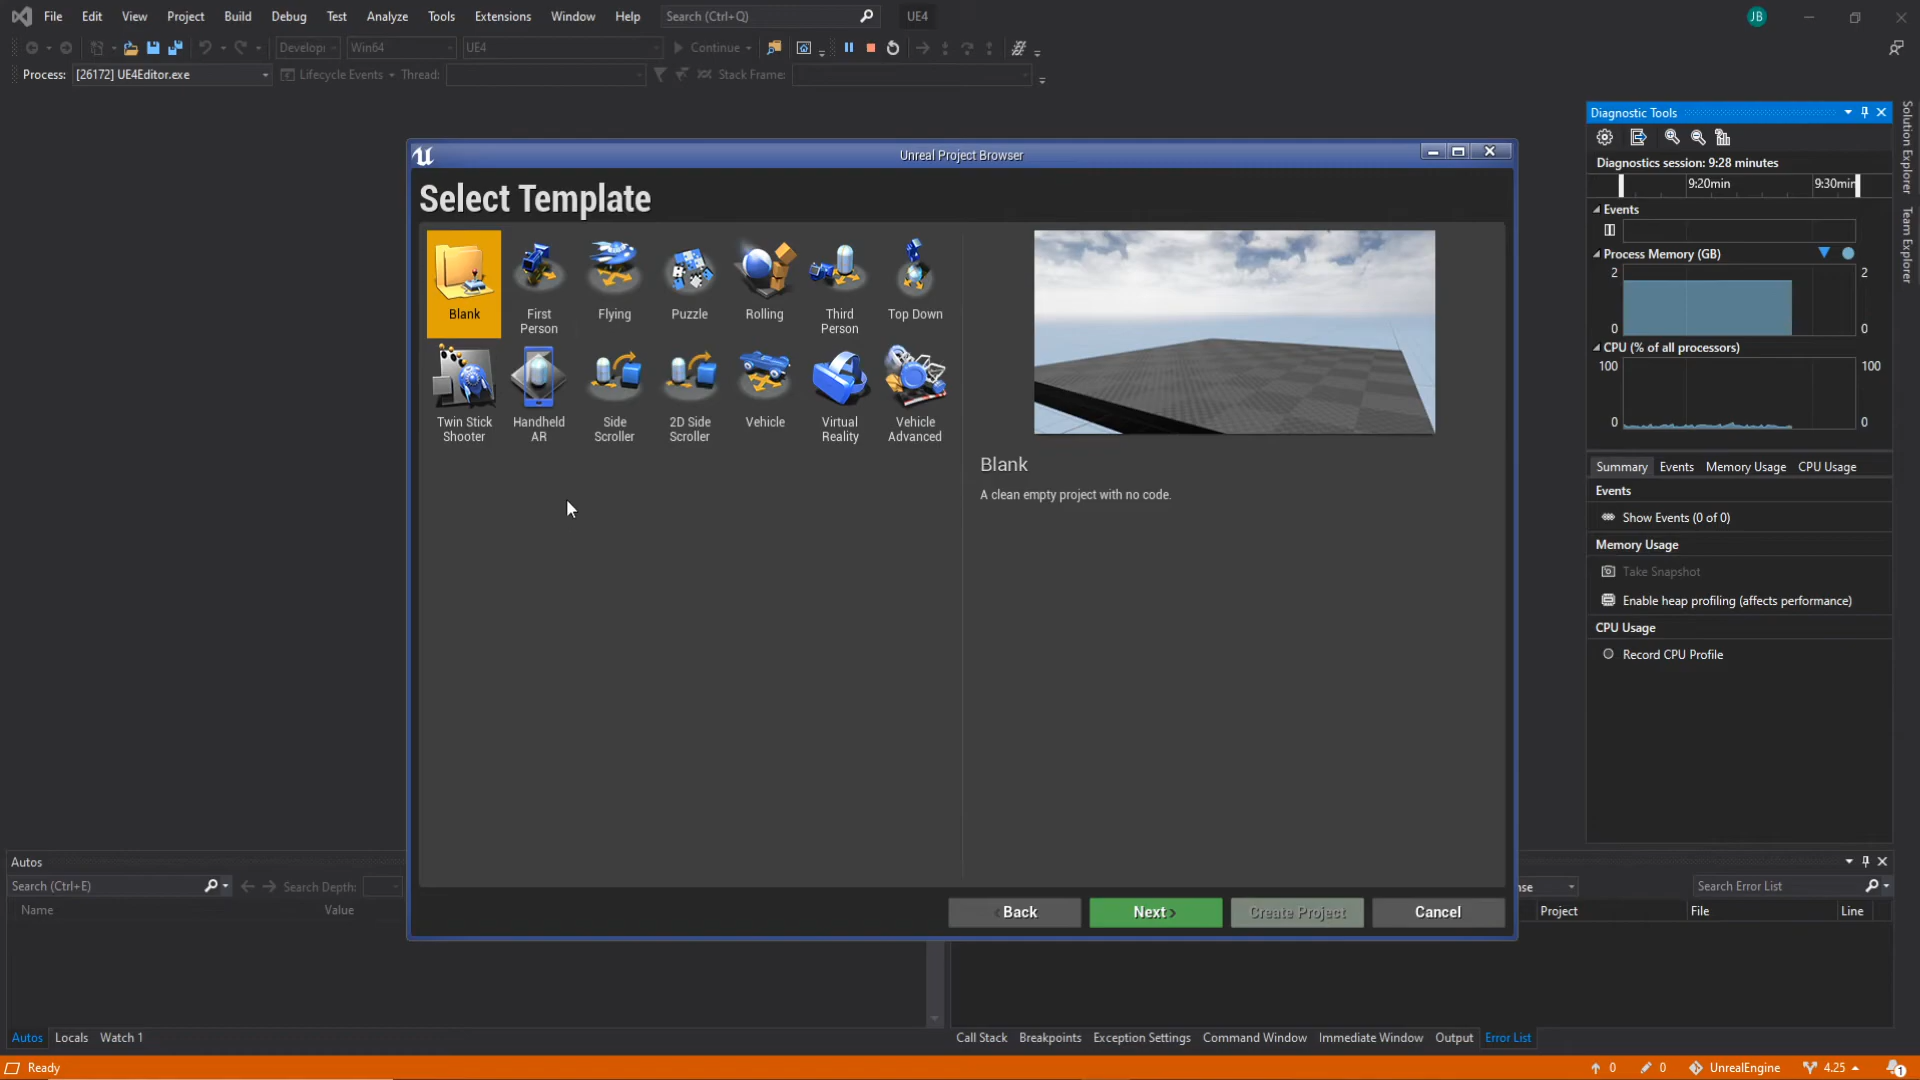 File Edit View Project Build Debug Test Analyze Tools Extensions Window Help Search (Ctrl+Q) UE4 JB
Win64 UE4 Continue
Process: [26172] UE4Editor.exe Lifecycle Events Thread: Stack Frame:
Unreal Project Browser
Select Template
Blank
First
Person
Flying
Puzzle
Rolling
Third
Person
Top Down
Twin Stick
Shooter
Handheld
AR
Side
Scroller
2D Side
Scroller
Vehicle
Virtual
Reality
Vehicle
Advanced
Blank
A clean empty project with no code.
Back
Next
Create Project
Cancel
Diagnostic Tools
Diagnostics session: 9:28 minutes
9:20min 9:30min
Events
Process Memory (GB)
2 2
0 0
CPU (% of all processors)
100 100
0 0
Summary Events Memory Usage CPU Usage
Events
Show Events (0 of 0)
Memory Usage
Take Snapshot
Enable heap profiling (affects performance)
CPU Usage
Record CPU Profile
Solution Explorer
Team Explorer
Autos
Search (Ctrl+E) Search Depth:
Name Value
Search Error List
Project File Line
Autos Locals Watch 1
Call Stack Breakpoints Exception Settings Command Window Immediate Window Output Error List
Ready 0 0 UnrealEngine 4.25 1